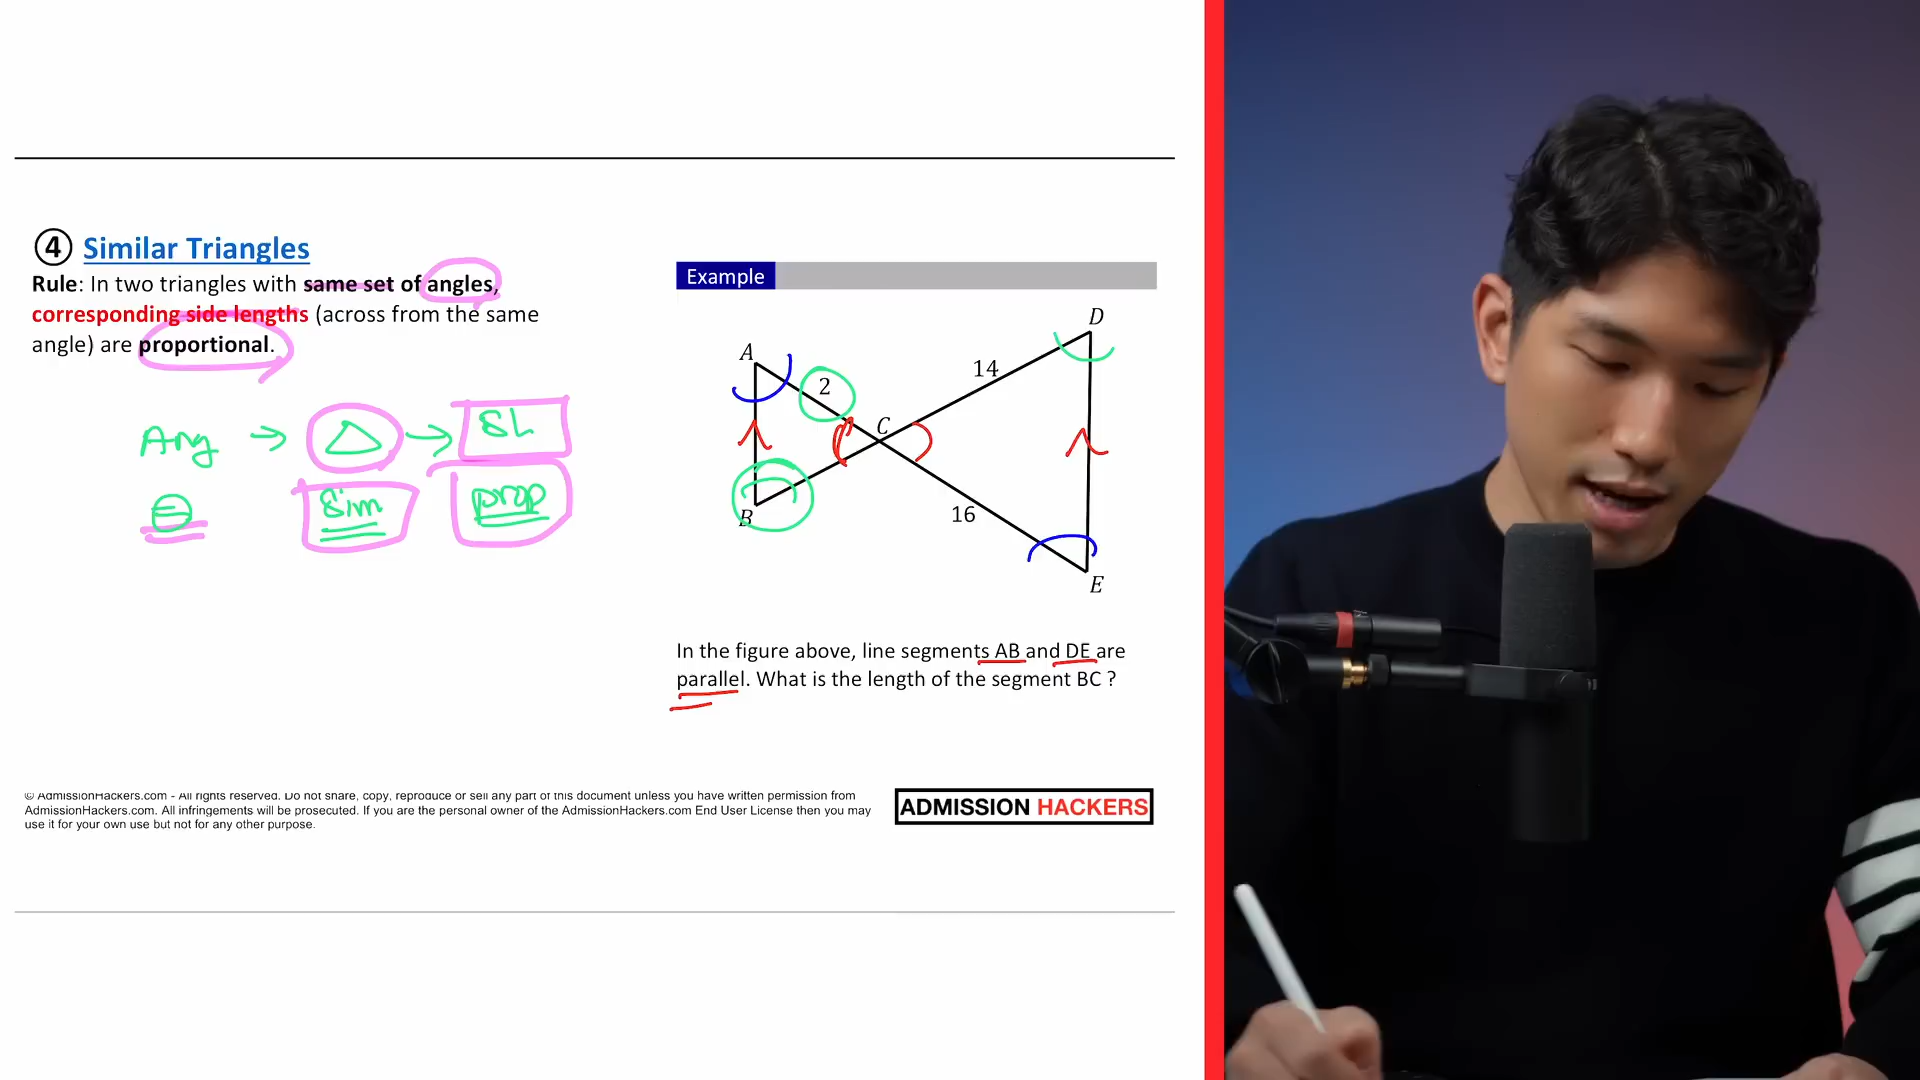 ④ Similar Triangles
Rule: In two triangles with same set of angles,
corresponding side lengths (across from the same
angle) are proportional.
Ang → △ → SL
Θ sim prop
Example
D
A
14
2
C
B
16
E
In the figure above, line segments AB and DE are
parallel. What is the length of the segment BC ?
© AdmissionHackers.com - All rights reserved. Do not share, copy, reproduce or sell any part of this document unless you have written permission from
AdmissionHackers.com. All infringements will be prosecuted. If you are the personal owner of the AdmissionHackers.com End User License then you may
use it for your own use but not for any other purpose.
ADMISSION HACKERS